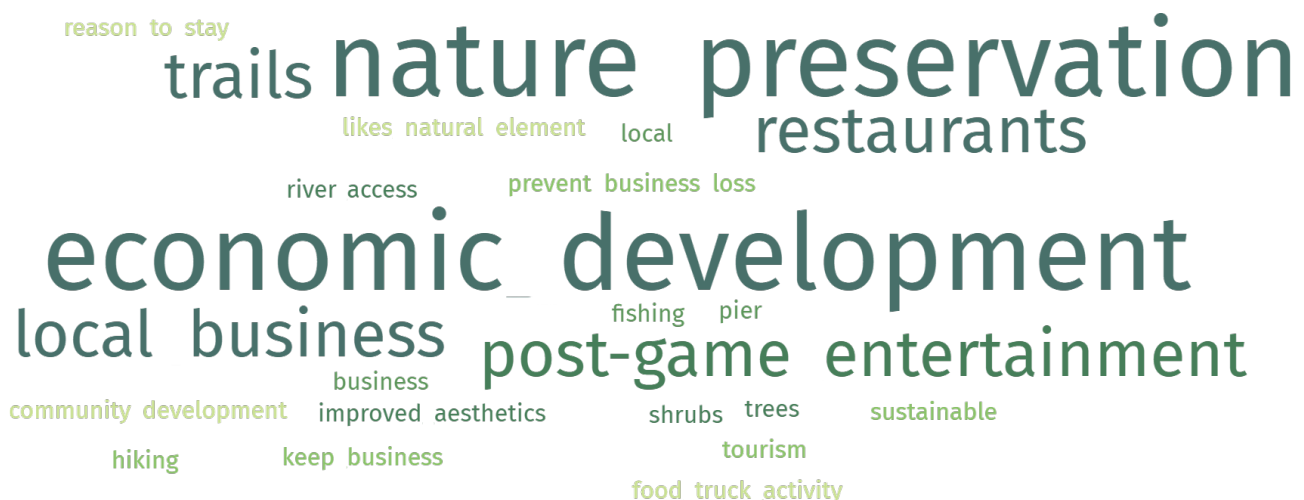 reason to stay
trails
nature preservation
likes natural element
local
restaurants
river access
prevent business loss
economic development
local business
fishing pier
post-game entertainment
business
community development
improved aesthetics
shrubs
trees
sustainable
hiking
keep business
tourism
food truck activity